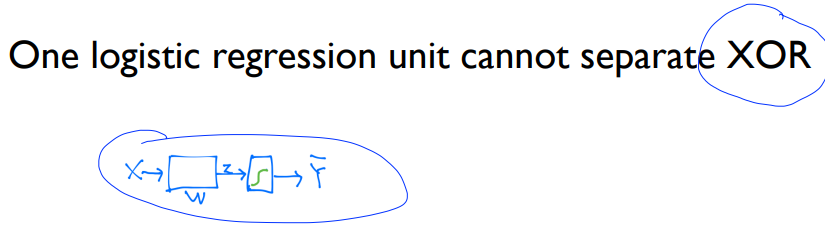 One logistic regression unit cannot separate XOR
X → z → Ȳ
W